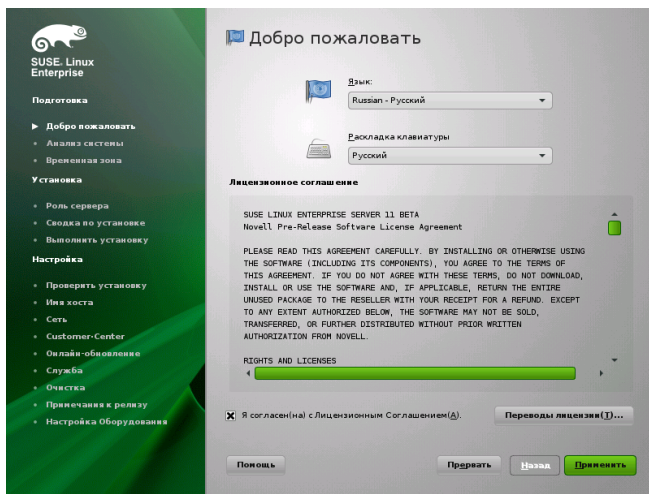 SUSE. Linux
Enterprise
Подготовка
Добро пожаловать
Анализ системы
Временная зона
Установка
Роль сервера
Сводка по установке
Выполнить установку
Настройка
Проверить установку
Имя хоста
Сеть
Customer-Center
Онлайн-обновление
Служба
Очистка
Примечания к релизу
Настройка Оборудования
Добро пожаловать
Язык:
Russian - Русский
Раскладка клавиатуры
Русский
Лицензионное соглашение
SUSE LINUX ENTERPRISE SERVER 11 BETA
Novell Pre-Release Software License Agreement
PLEASE READ THIS AGREEMENT CAREFULLY. BY INSTALLING OR OTHERWISE USING
THE SOFTWARE (INCLUDING ITS COMPONENTS), YOU AGREE TO THE TERMS OF
THIS AGREEMENT. IF YOU DO NOT AGREE WITH THESE TERMS, DO NOT DOWNLOAD,
INSTALL OR USE THE SOFTWARE AND, IF APPLICABLE, RETURN THE ENTIRE
UNUSED PACKAGE TO THE RESELLER WITH YOUR RECEIPT FOR A REFUND. EXCEPT
TO ANY EXTENT AUTHORIZED BELOW, THE SOFTWARE MAY NOT BE SOLD,
TRANSFERRED, OR FURTHER DISTRIBUTED WITHOUT PRIOR WRITTEN
AUTHORIZATION FROM NOVELL.
RIGHTS AND LICENSES
Я согласен(на) с Лицензионным Соглашением(А).
Переводы лицензии(Т)...
Помощь
Прервать
Назад
Применить